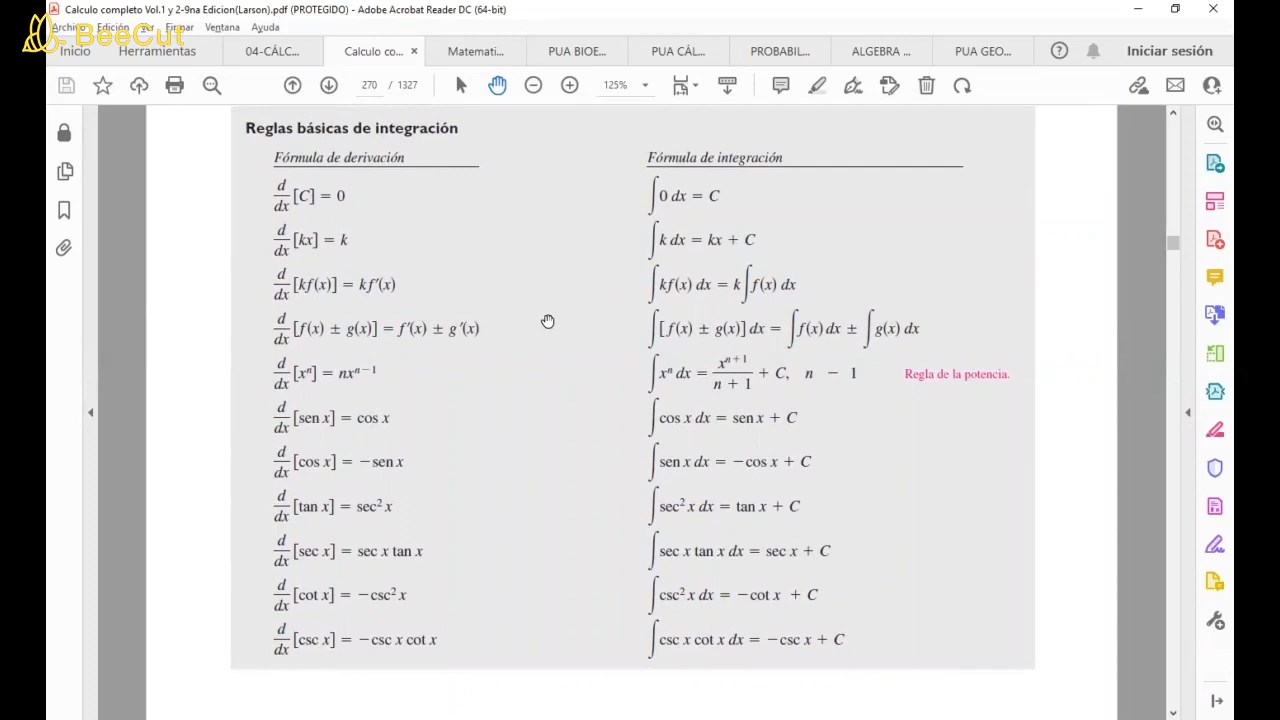 Calculo completo Vol.1 y 2-9na Edicion(Larson).pdf (PROTEGIDO) - Adobe Acrobat Reader DC (64-bit)
Archivo Edición Ver Firmar Ventana Ayuda
BeeCut
Inicio Herramientas 04-CÁLC... Calculo co... × Matemati... PUA BIOE... PUA CÁL... PROBABIL... ALGEBRA ... PUA GEO... Iniciar sesión
270 / 1327 125%
Reglas básicas de integración
Fórmula de derivación Fórmula de integración
d/dx [C] = 0 ∫ 0 dx = C
d/dx [kx] = k ∫ k dx = kx + C
d/dx [kf(x)] = kf′(x) ∫ kf(x) dx = k ∫ f(x) dx
d/dx [f(x) ± g(x)] = f′(x) ± g′(x) ∫ [f(x) ± g(x)] dx = ∫ f(x) dx ± ∫ g(x) dx
d/dx [xⁿ] = nxⁿ⁻¹ ∫ xⁿ dx = xⁿ⁺¹/(n + 1) + C, n - 1 Regla de la potencia.
d/dx [sen x] = cos x ∫ cos x dx = sen x + C
d/dx [cos x] = −sen x ∫ sen x dx = −cos x + C
d/dx [tan x] = sec² x ∫ sec² x dx = tan x + C
d/dx [sec x] = sec x tan x ∫ sec x tan x dx = sec x + C
d/dx [cot x] = −csc² x ∫ csc² x dx = −cot x + C
d/dx [csc x] = −csc x cot x ∫ csc x cot x dx = −csc x + C